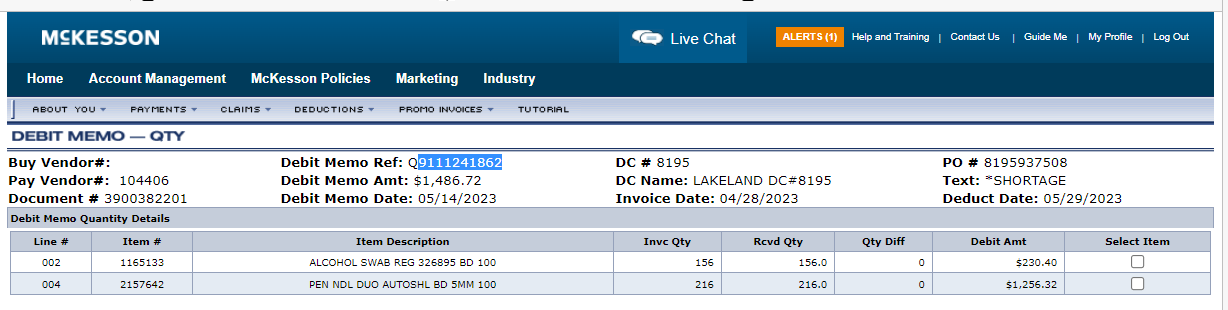 MCKESSON
Live Chat
ALERTS (1) Help and Training | Contact Us | Guide Me | My Profile | Log Out
Home Account Management McKesson Policies Marketing Industry
ABOUT YOU PAYMENTS CLAIMS DEDUCTIONS PROMO INVOICES TUTORIAL
DEBIT MEMO — QTY
Buy Vendor#: Debit Memo Ref: Q9111241862 DC # 8195 PO # 8195937508
Pay Vendor#: 104406 Debit Memo Amt: $1,486.72 DC Name: LAKELAND DC#8195 Text: *SHORTAGE
Document # 3900382201 Debit Memo Date: 05/14/2023 Invoice Date: 04/28/2023 Deduct Date: 05/29/2023
Debit Memo Quantity Details
Line # Item # Item Description Invc Qty Rcvd Qty Qty Diff Debit Amt Select Item
002 1165133 ALCOHOL SWAB REG 326895 BD 100 156 156.0 0 $230.40
004 2157642 PEN NDL DUO AUTOSHL BD 5MM 100 216 216.0 0 $1,256.32